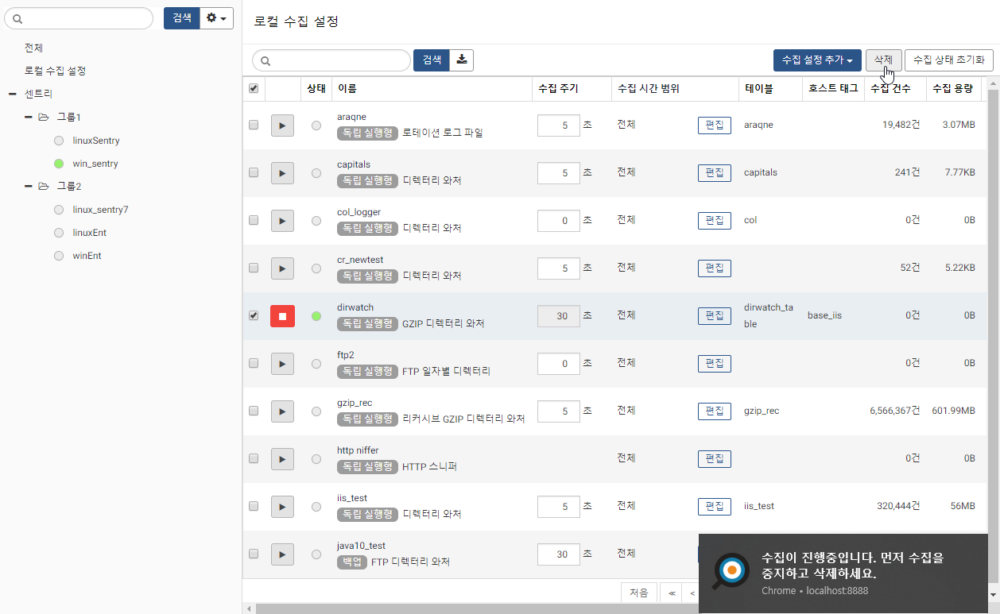 검색
전체
로컬 수집 설정
센트리
그룹1
linuxSentry
win_sentry
그룹2
linux_sentry7
linuxEnt
winEnt
로컬 수집 설정
검색
수집 설정 추가
삭제
수집 상태 초기화
상태 이름 수집 주기 수집 시간 범위 테이블 호스트 태그 수집 건수 수집 용량
araqne
독립 실행형 로테이션 로그 파일
5 초 전체 편집 araqne 19,482건 3.07MB
capitals
독립 실행형 디렉터리 와처
5 초 전체 편집 capitals 241건 7.77KB
col_logger
독립 실행형 디렉터리 와처
0 초 전체 편집 col 0건 0B
cr_newtest
독립 실행형 디렉터리 와처
5 초 전체 편집 52건 5.22KB
dirwatch
독립 실행형 GZIP 디렉터리 와처
30 초 전체 편집 dirwatch_ta
ble
base_iis 0건 0B
ftp2
독립 실행형 FTP 일자별 디렉터리
0 초 전체 편집 0건 0B
gzip_rec
독립 실행형 리커시브 GZIP 디렉터리 와처
5 초 전체 편집 gzip_rec 6,566,367건 601.99MB
http niffer
독립 실행형 HTTP 스니퍼
전체 편집 0건 0B
iis_test
독립 실행형 디렉터리 와처
5 초 전체 편집 iis_test 320,444건 56MB
java10_test
백업 FTP 디렉터리 와처
30 초 전체
처음 ≪ <
수집이 진행중입니다. 먼저 수집을
중지하고 삭제하세요.
Chrome • localhost:8888